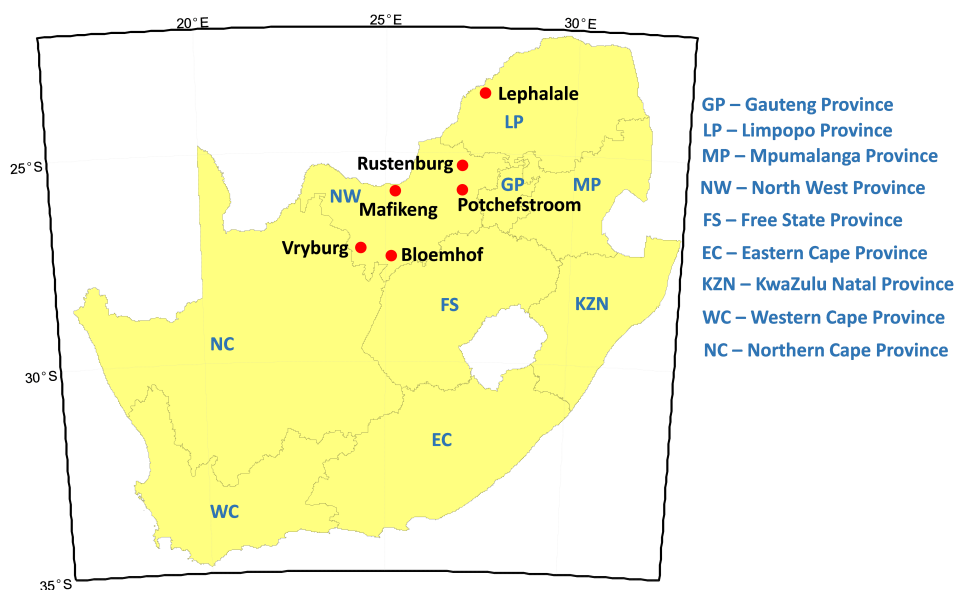 20°E 25°E 30°E
Lephalale
GP – Gauteng Province
LP
LP – Limpopo Province
25°S
Rustenburg
MP – Mpumalanga Province
NW
GP
MP
NW – North West Province
Mafikeng
Potchefstroom
FS – Free State Province
Vryburg
Bloemhof
EC – Eastern Cape Province
KZN – KwaZulu Natal Province
FS
KZN
WC – Western Cape Province
NC
NC – Northern Cape Province
30°S
EC
WC
35°S